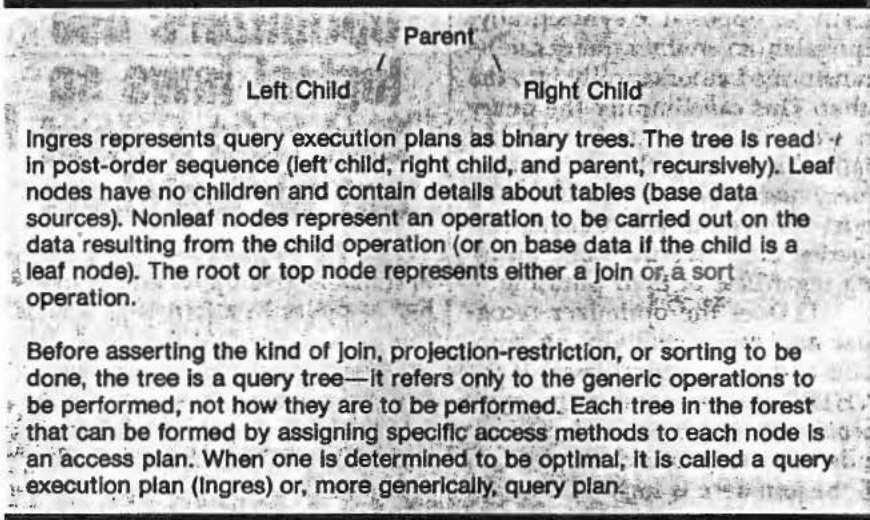 Parent
/ \
Left Child Right Child
Ingres represents query execution plans as binary trees. The tree is read
in post-order sequence (left child, right child, and parent, recursively). Leaf
nodes have no children and contain details about tables (base data
sources). Nonleaf nodes represent an operation to be carried out on the
data resulting from the child operation (or on base data if the child is a
leaf node). The root or top node represents either a join or a sort
operation.
Before asserting the kind of join, projection-restriction, or sorting to be
done, the tree is a query tree—it refers only to the generic operations to
be performed, not how they are to be performed. Each tree in the forest
that can be formed by assigning specific access methods to each node is
an access plan. When one is determined to be optimal, it is called a query
execution plan (Ingres) or, more generically, query plan.